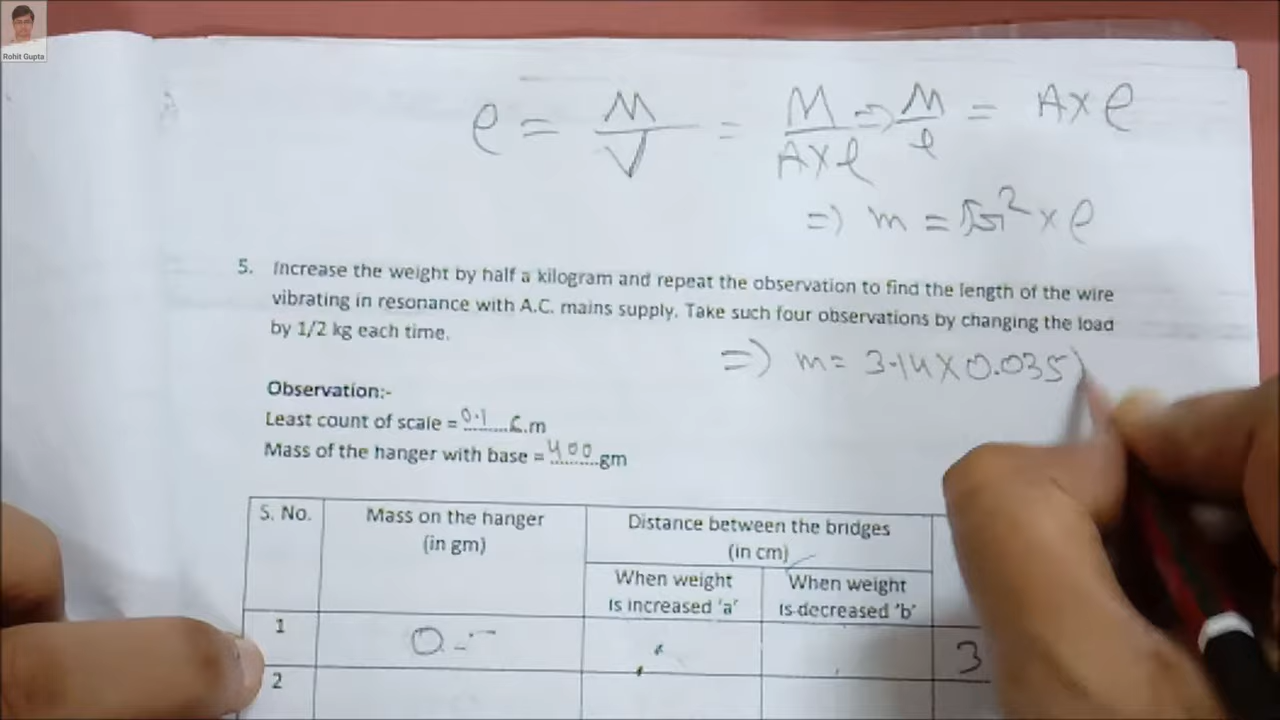 Rohit Gupta
ρ = M/V = M/A×l ⇒ M/l = A×ρ
⇒) m = πr² × ρ
5. Increase the weight by half a kilogram and repeat the observation to find the length of the wire
vibrating in resonance with A.C. mains supply. Take such four observations by changing the load
by 1/2 kg each time.
⇒) m = 3.14 × 0.035)
Observation:-
Least count of scale = 0.1 c.m
Mass of the hanger with base = 400 gm
S. No. Mass on the hanger Distance between the bridges
(in gm) (in cm)
When weight When weight
is increased 'a' is decreased 'b'
1 3
2